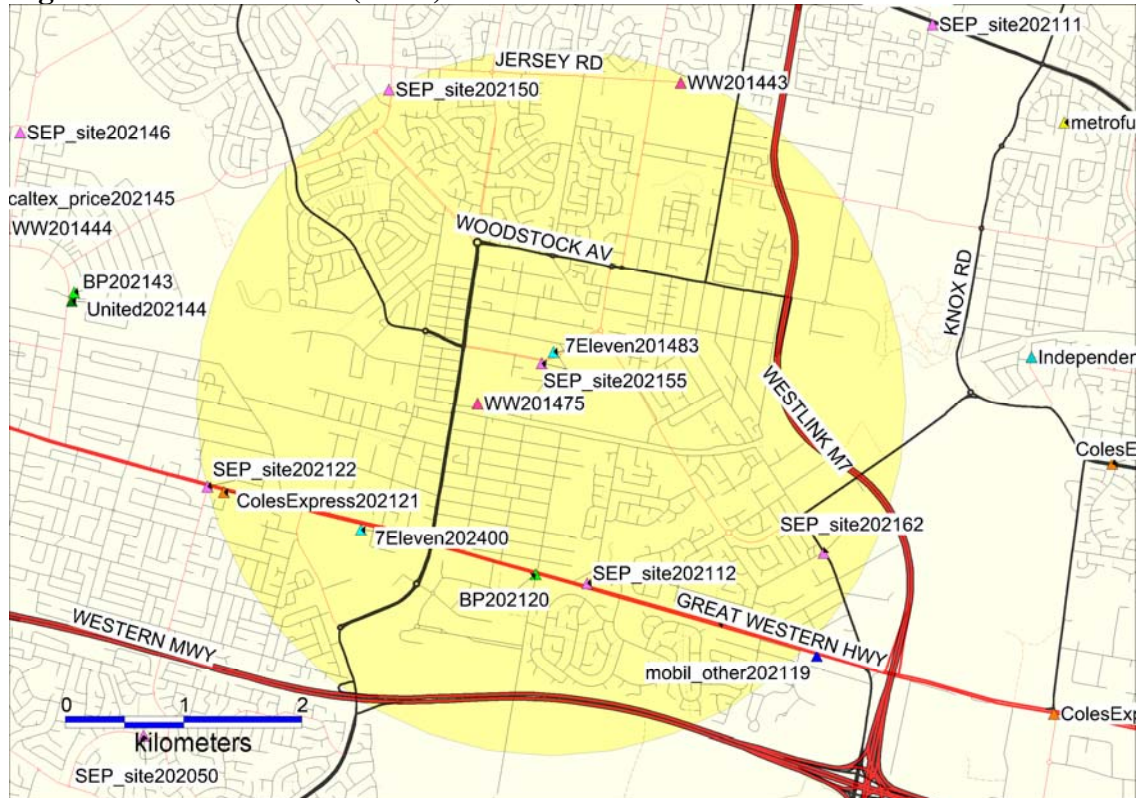 SEP_site202111
JERSEY RD
WW201443
SEP_site202150
metrofu
SEP_site202146
caltex_price202145
WW201444
WOODSTOCK AV
KNOX RD
BP202143
United202144
7Eleven201483
Independer
SEP_site202155
WW201475
WESTLINK M7
ColesE
SEP_site202122
ColesExpress202121
7Eleven202400
SEP_site202162
SEP_site202112
BP202120
GREAT WESTERN HWY
WESTERN MWY
mobil_other202119
0 1 2
kilometers
ColesExp
SEP_site202050